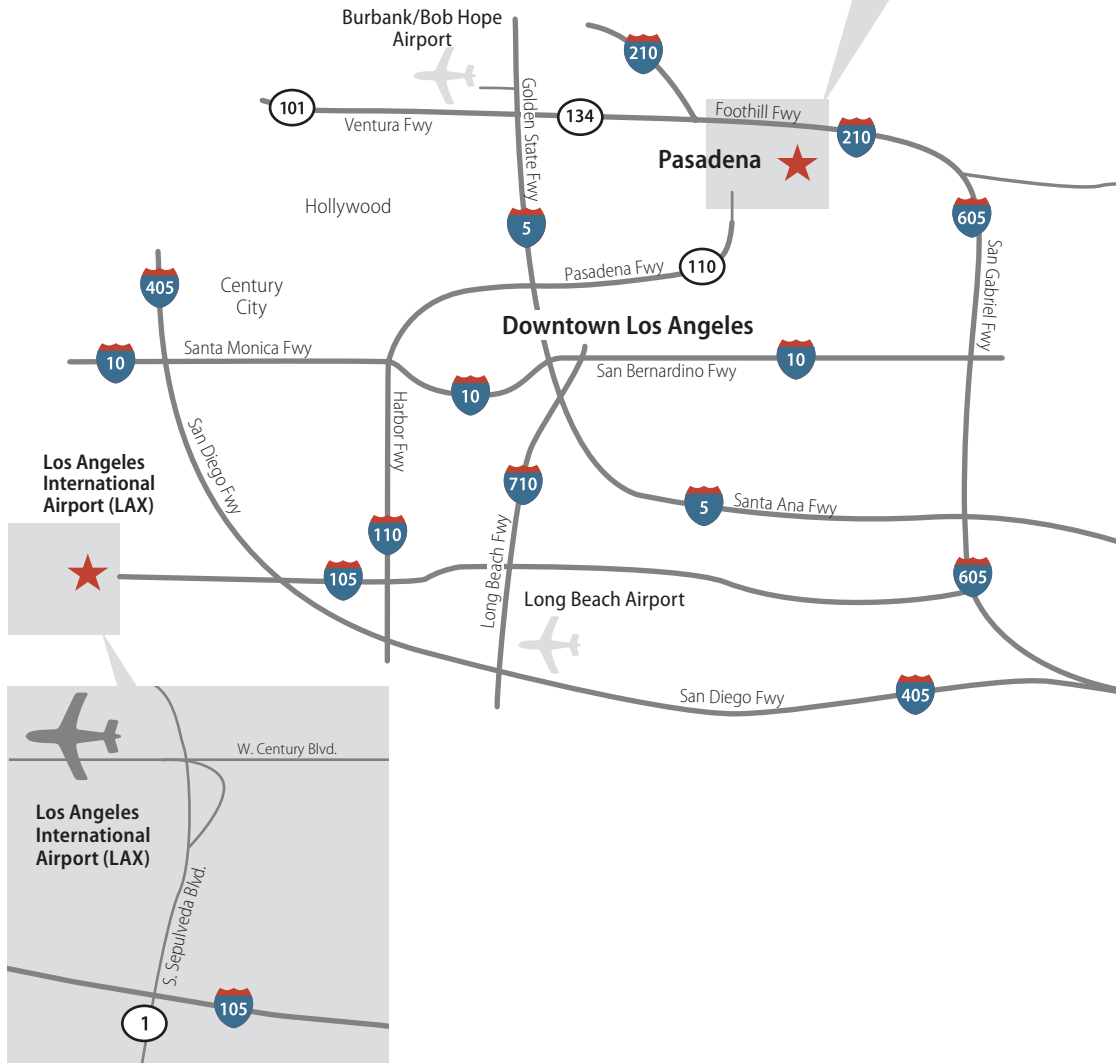 Burbank/Bob Hope
Airport
210
101
Ventura Fwy
Golden State Fwy
134
Foothill Fwy
210
Pasadena
Hollywood
5
605
405
Century
City
Pasadena Fwy
110
San Gabriel Fwy
Downtown Los Angeles
10
Santa Monica Fwy
10
San Bernardino Fwy
10
Harbor Fwy
San Diego Fwy
Los Angeles
International
Airport (LAX)
710
5
Santa Ana Fwy
110
105
Long Beach Fwy
605
Long Beach Airport
San Diego Fwy
405
W. Century Blvd.
Los Angeles
International
Airport (LAX)
S. Sepulveda Blvd.
105
1